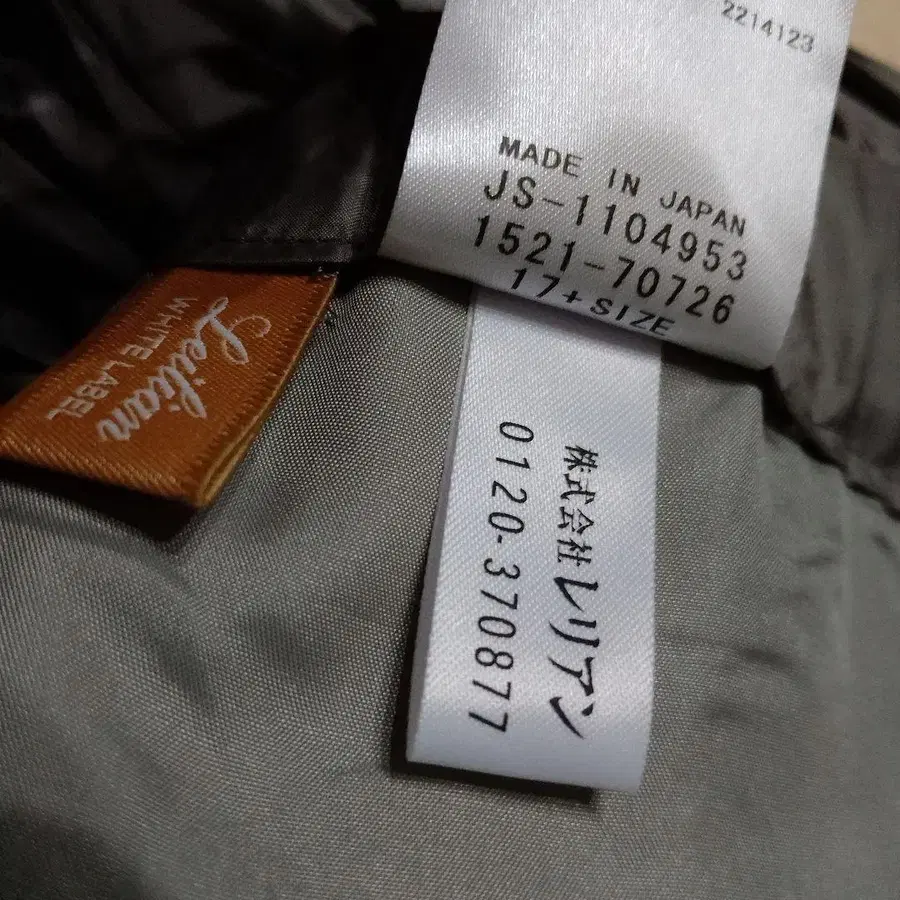 2214123
MADE IN JAPAN
JS-1104953
1521-70726
17+SIZE
Leilian
WHITE LABEL
株式会社レリアン
0120-370877